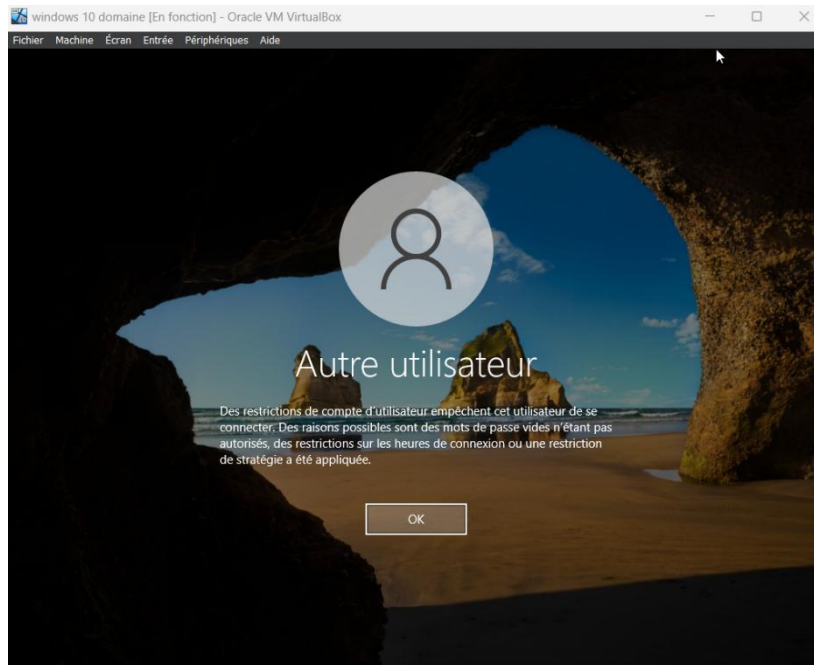 windows 10 domaine [En fonction] - Oracle VM VirtualBox
Fichier Machine Écran Entrée Périphériques Aide
Autre utilisateur
Des restrictions de compte d'utilisateur empêchent cet utilisateur de se
connecter. Des raisons possibles sont des mots de passe vides n'étant pas
autorisés, des restrictions sur les heures de connexion ou une restriction
de stratégie a été appliquée.
OK